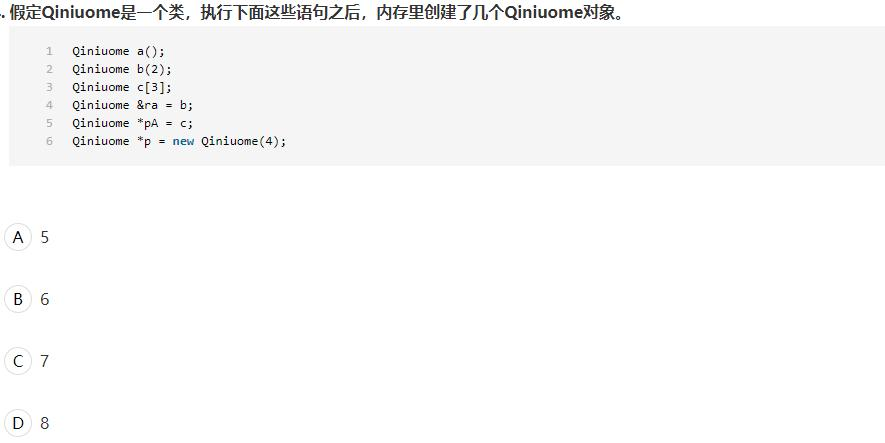 . 假定Qiniuome是一个类，执行下面这些语句之后，内存里创建了几个Qiniuome对象。
1 Qiniuome a();
2 Qiniuome b(2);
3 Qiniuome c[3];
4 Qiniuome &ra = b;
5 Qiniuome *pA = c;
6 Qiniuome *p = new Qiniuome(4);
A 5
B 6
C 7
D 8